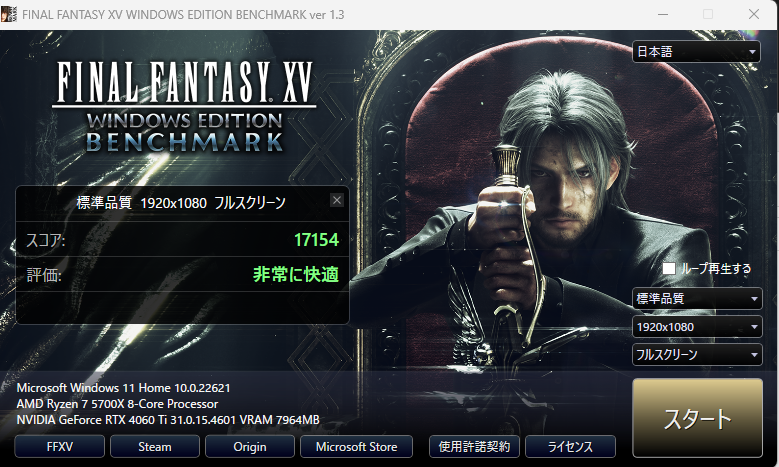 FINAL FANTASY XV WINDOWS EDITION BENCHMARK ver 1.3
日本語
FINAL FANTASY XV
WINDOWS EDITION
BENCHMARK
標準品質 1920x1080 フルスクリーン
スコア: 17154
評価: 非常に快適
ループ再生する
標準品質
1920x1080
フルスクリーン
Microsoft Windows 11 Home 10.0.22621
AMD Ryzen 7 5700X 8-Core Processor
NVIDIA GeForce RTX 4060 Ti 31.0.15.4601 VRAM 7964MB
スタート
FFXV Steam Origin Microsoft Store 使用許諾契約 ライセンス